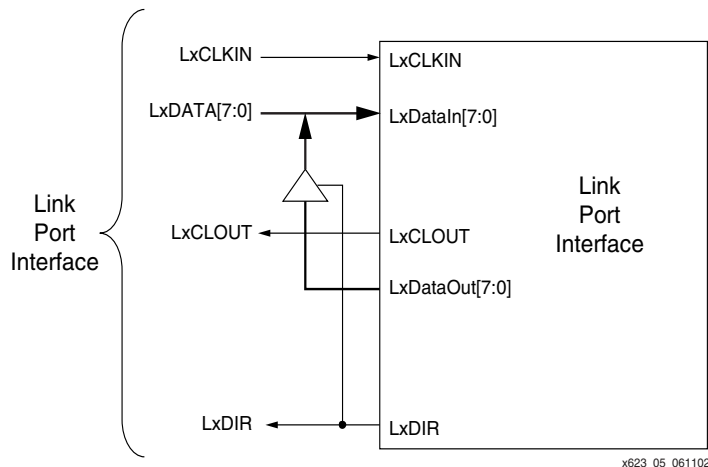 LxCLKIN
LxCLKIN
LxDATA[7:0]
LxDataIn[7:0]
Link
Port
Interface
Link
Port
Interface
LxCLOUT
LxCLOUT
LxDataOut[7:0]
LxDIR
LxDIR
x623_05_061102